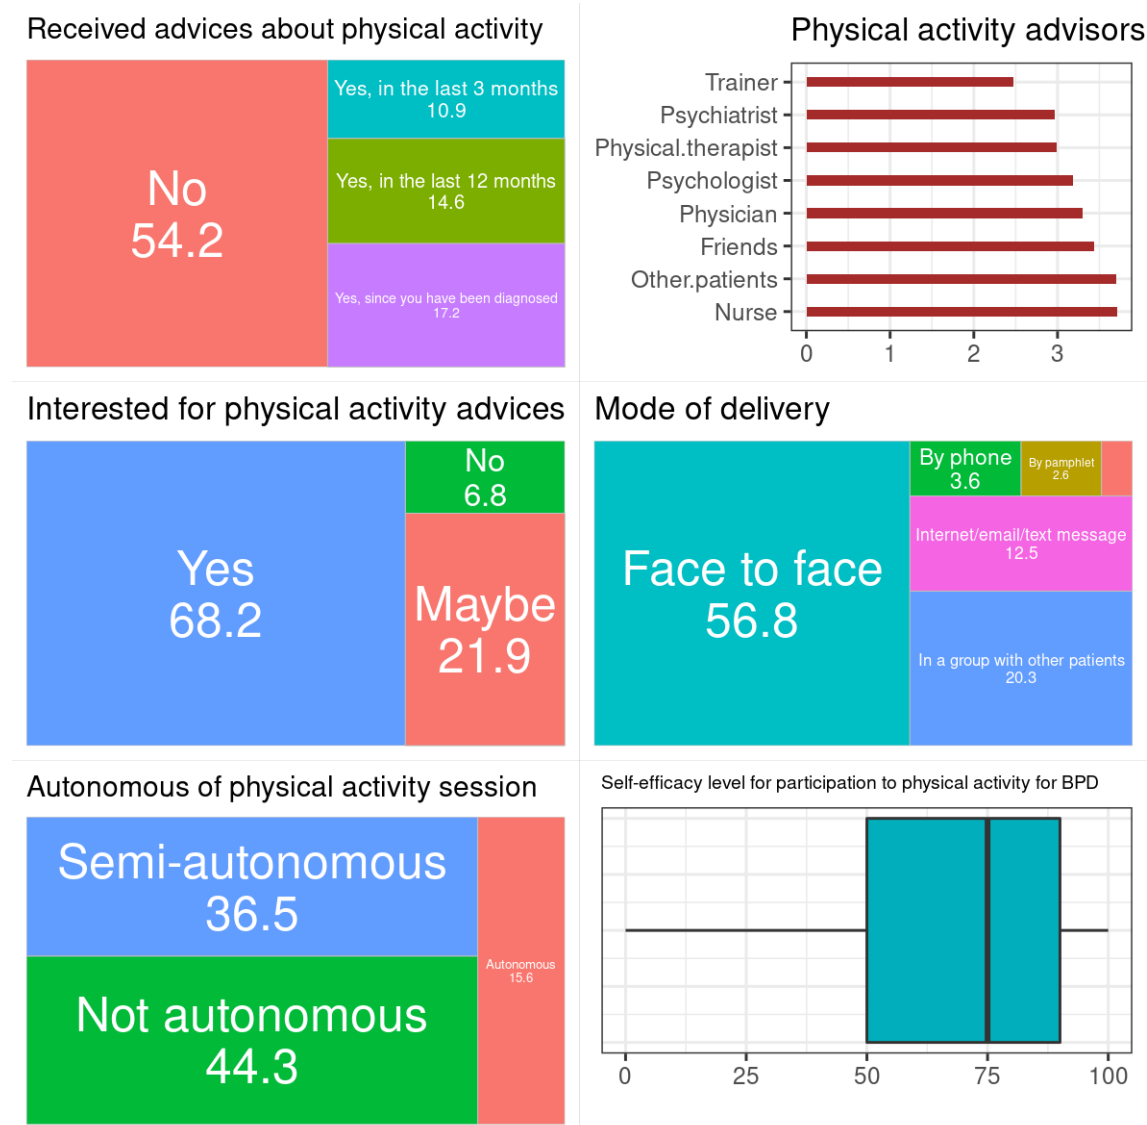 Received advices about physical activity
No
54.2
Yes, in the last 3 months
10.9
Yes, in the last 12 months
14.6
Yes, since you have been diagnosed
17.2
Physical activity advisors
Trainer
Psychiatrist
Physical.therapist
Psychologist
Physician
Friends
Other.patients
Nurse
0 1 2 3
Interested for physical activity advices
Yes
68.2
No
6.8
Maybe
21.9
Mode of delivery
Face to face
56.8
By phone
3.6
By pamphlet
2.6
Internet/email/text message
12.5
In a group with other patients
20.3
Autonomous of physical activity session
Semi-autonomous
36.5
Not autonomous
44.3
Autonomous
15.6
Self-efficacy level for participation to physical activity for BPD
0 25 50 75 100